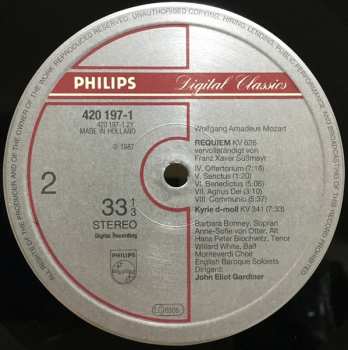 ALL RIGHTS OF THE PRODUCER AND OF THE OWNER OF THE WORK REPRODUCED RESERVED. UNAUTHORISED COPYING, HIRING, LENDING, PUBLIC PERFORMANCE AND BROADCASTING OF THIS RECORD PROHIBITED
PHILIPS
Digital Classics
420 197-1
420 197-1.2Y
MADE IN HOLLAND
℗ 1987
2
33 1/3
STEREO
Digital Recording
PHILIPS
Wolfgang Amadeus Mozart
REQUIEM KV 626
vervollständigt von
Franz Xaver Süßmayr
IV. Offertorium (7:16)
V. Sanctus (1:20)
VI. Benedictus (5:06)
VII. Agnus Dei (3:10)
VIII. Communio (5:37)
Kyrie d-moll KV 341 (7:33)
Barbara Bonney, Sopran
Anne-Sofie von Otter, Alt
Hans Peter Blochwitz, Tenor
Willard White, Baß
Monteverdi Choir
English Baroque Soloists
Dirigent:
John Eliot Gardiner